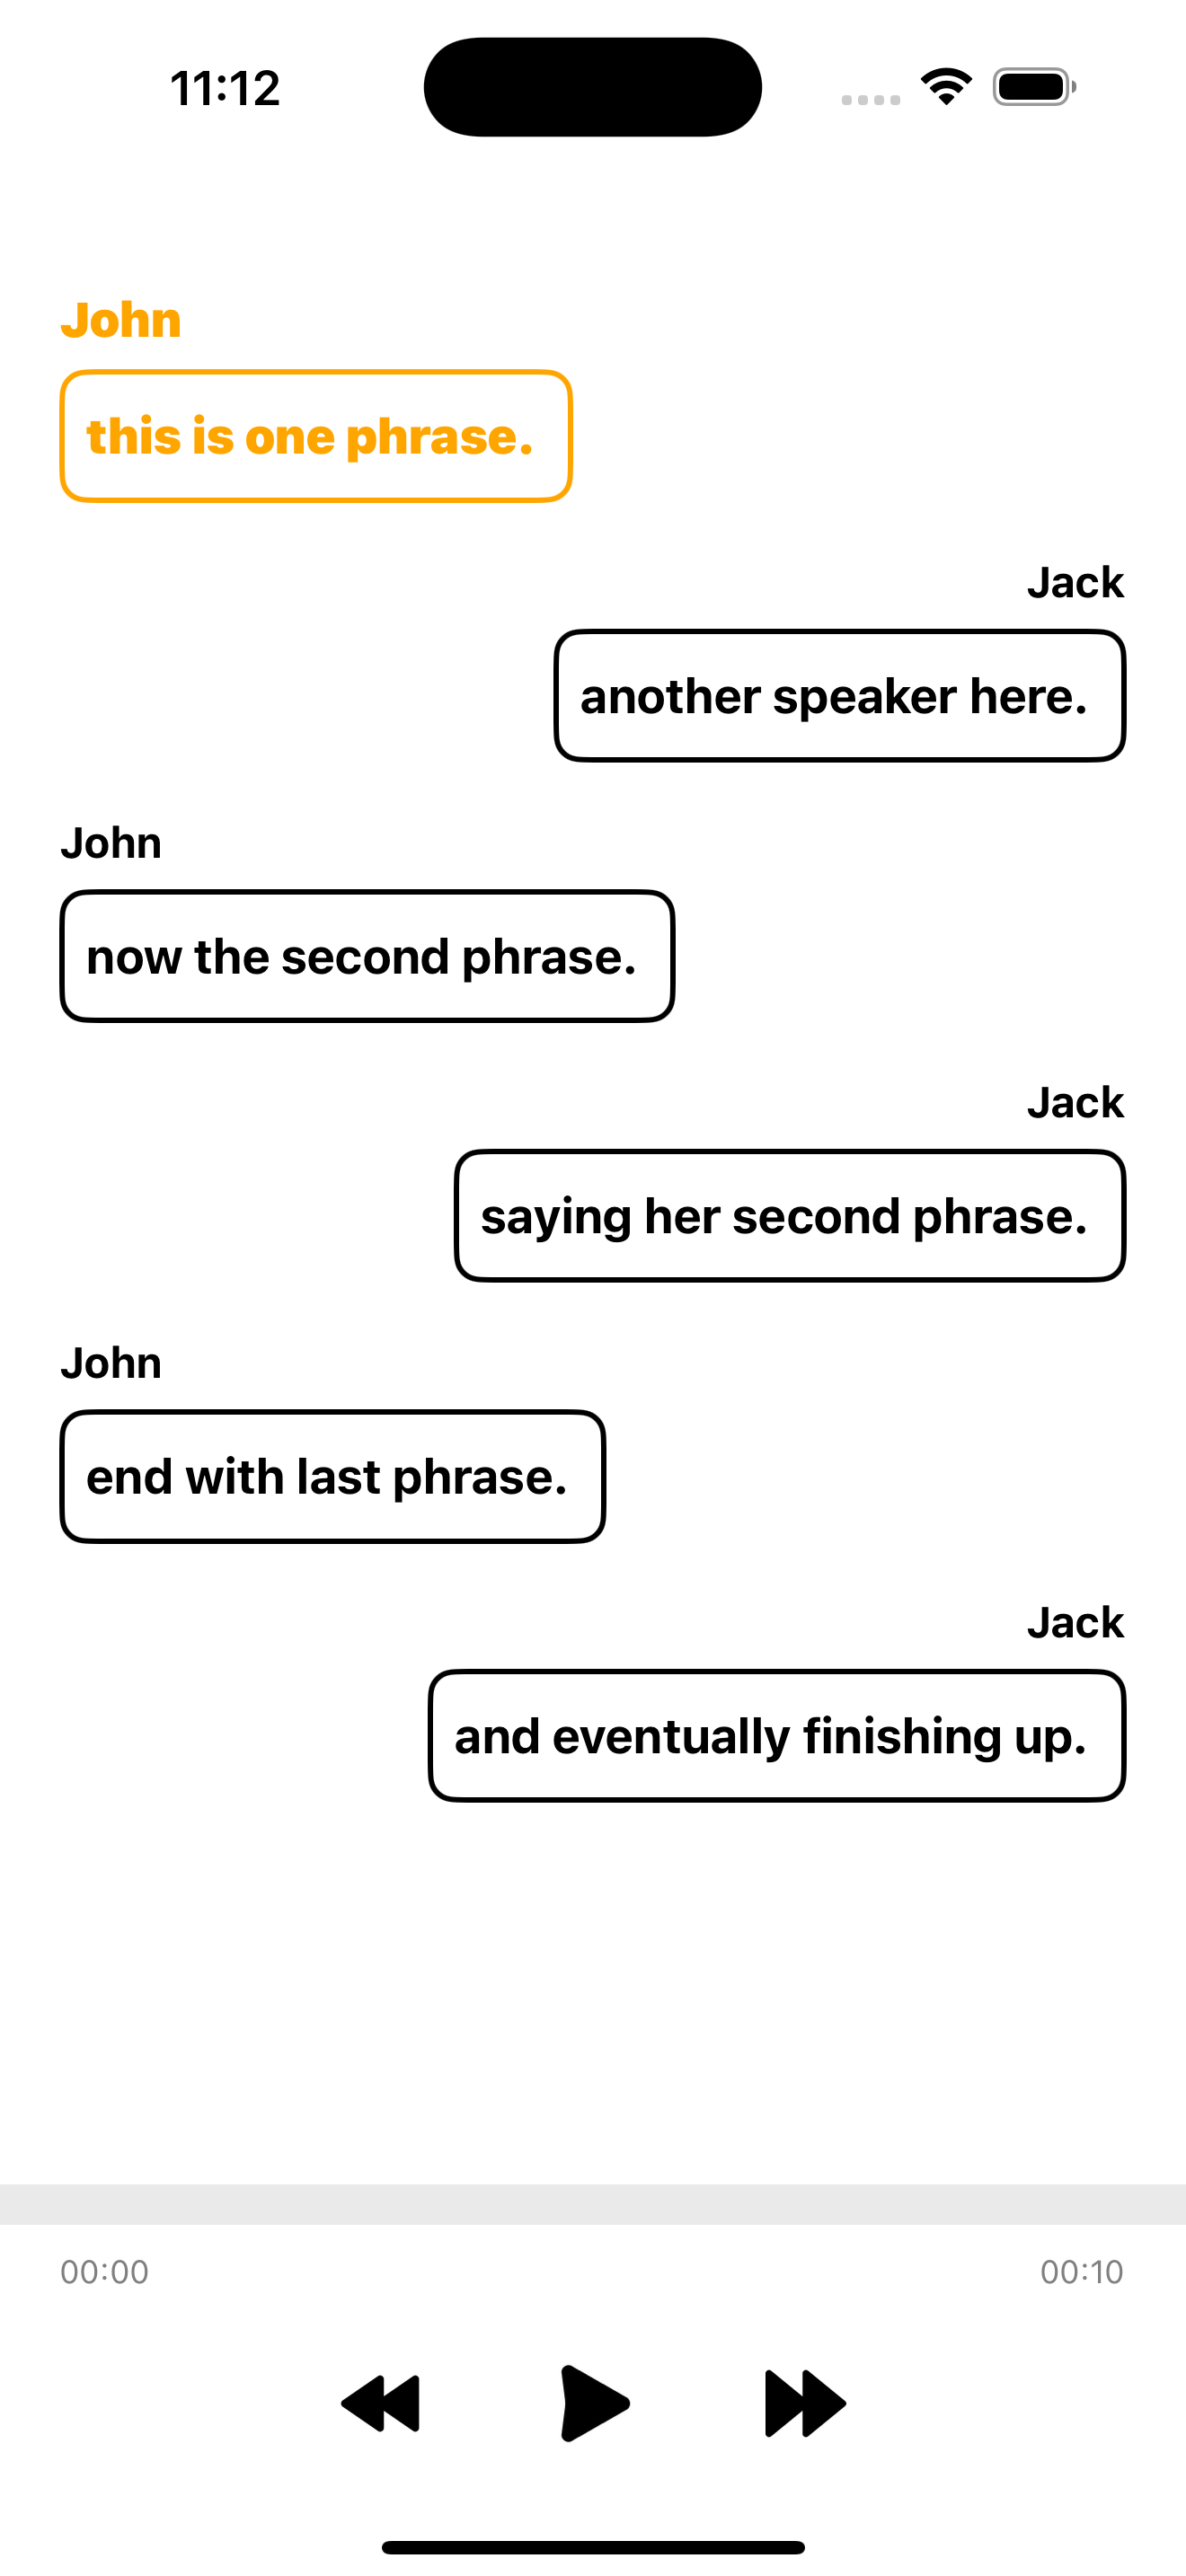 11:12
John
this is one phrase.
Jack
another speaker here.
John
now the second phrase.
Jack
saying her second phrase.
John
end with last phrase.
Jack
and eventually finishing up.
00:00 00:10